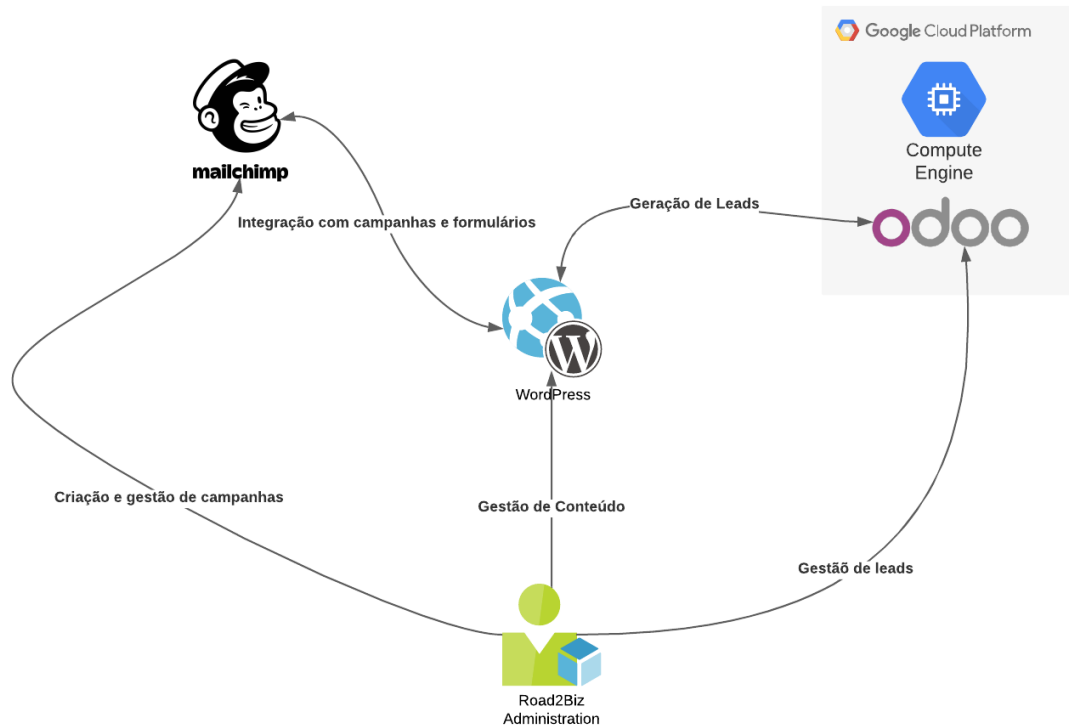 Google Cloud Platform
mailchimp
Compute
Engine
Geração de Leads
odoo
Integração com campanhas e formulários
W
WordPress
Criação e gestão de campanhas
Gestão de Conteúdo
Gestaõ de leads
Road2Biz
Administration